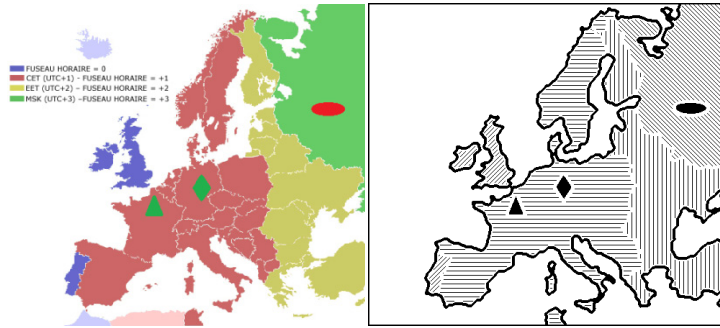 FUSEAU HORAIRE = 0
CET (UTC+1) - FUSEAU HORAIRE = +1
EET (UTC+2) – FUSEAU HORAIRE = +2
MSK (UTC+3) –FUSEAU HORAIRE = +3